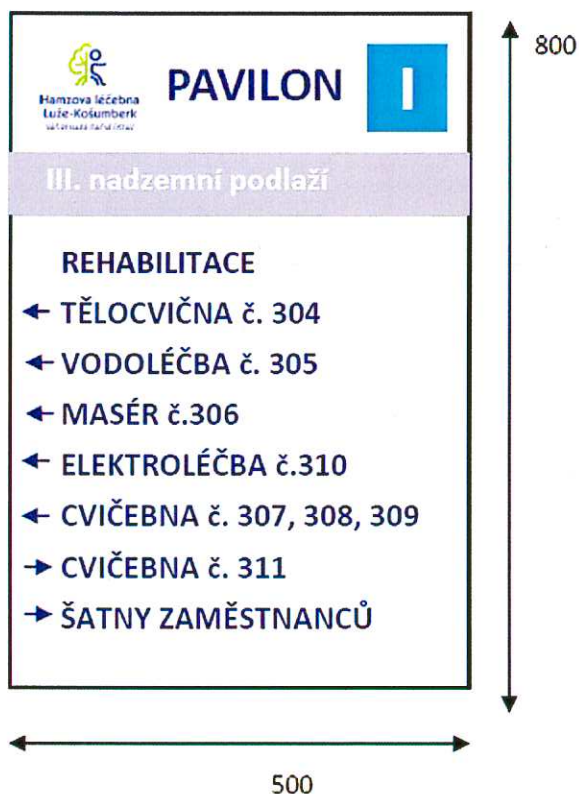 Hamzova léčebna
Luže-Košumberk
PAVILON I
III. nadzemní podlaží
REHABILITACE
← TĚLOCVIČNA č. 304
← VODOLÉČBA č. 305
← MASÉR č.306
← ELEKTROLÉČBA č.310
← CVIČEBNA č. 307, 308, 309
→ CVIČEBNA č. 311
→ ŠATNY ZAMĚSTNANCŮ
800
500